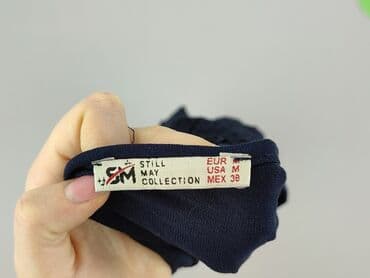 SM
STILL
MAY
COLLECTION
EUR M
USA M
MEX 38